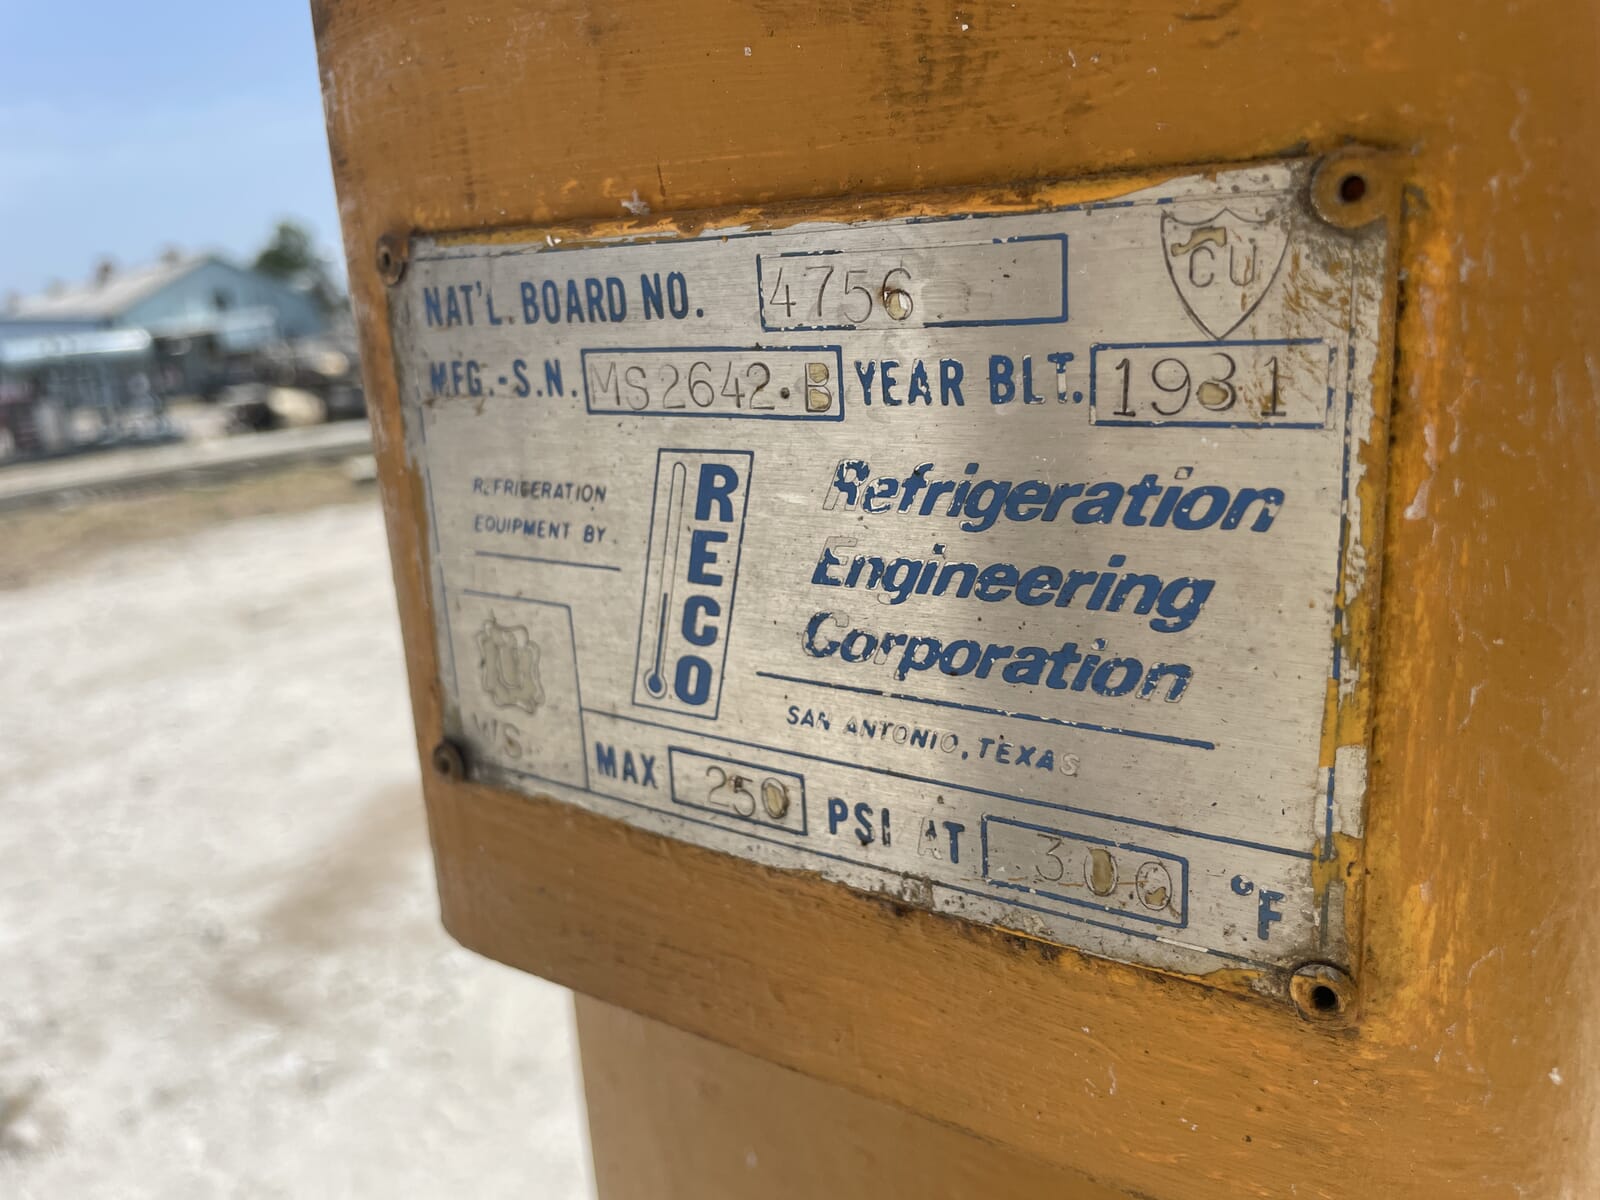 CU
NAT'L. BOARD NO. 4756
MFG.-S.N. MS2642-B YEAR BLT. 1981
REFRIGERATION
EQUIPMENT BY
RECO
Refrigeration
Engineering
Corporation
SAN ANTONIO, TEXAS
U
WS
MAX 250 PSI AT 300 °F